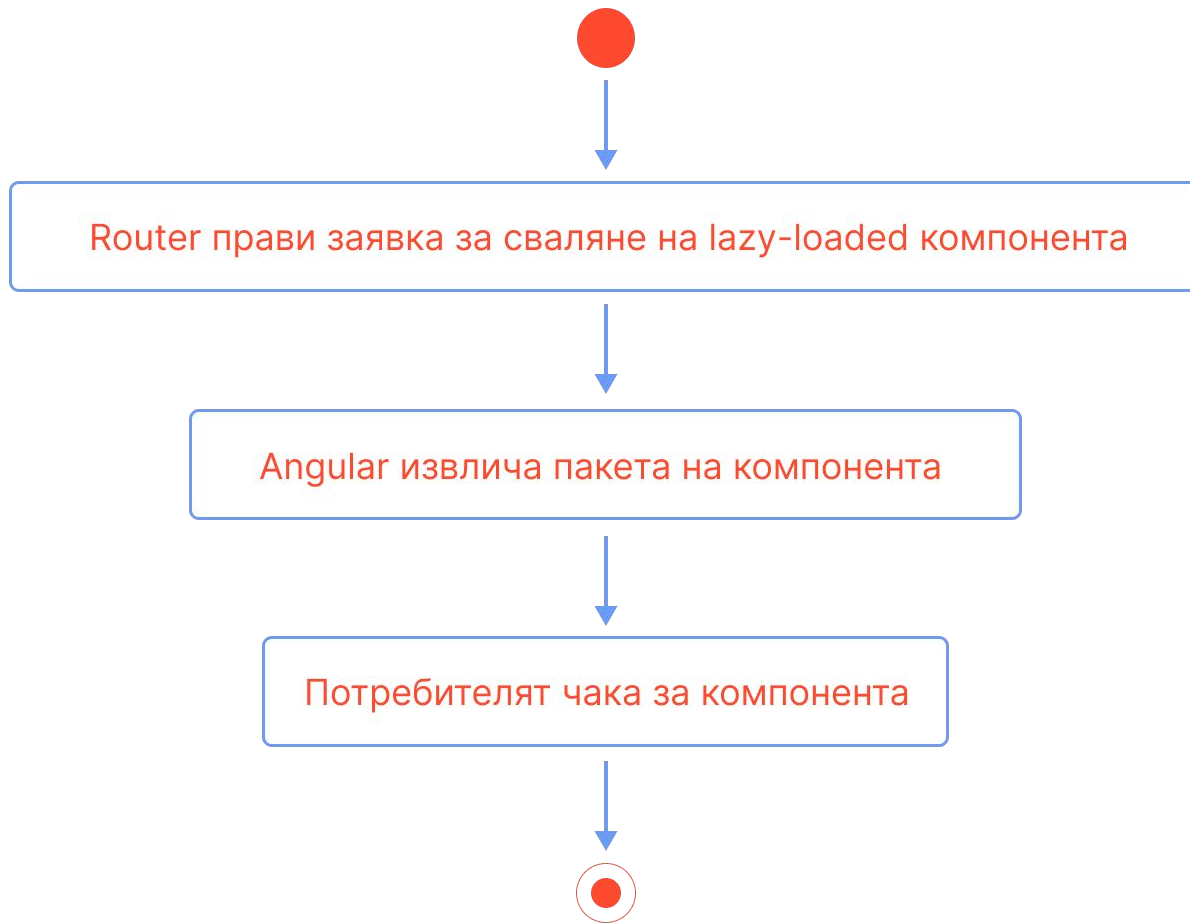 Router прави заявка за сваляне на lazy-loaded компонента
Angular извлича пакета на компонента
Потребителят чака за компонента